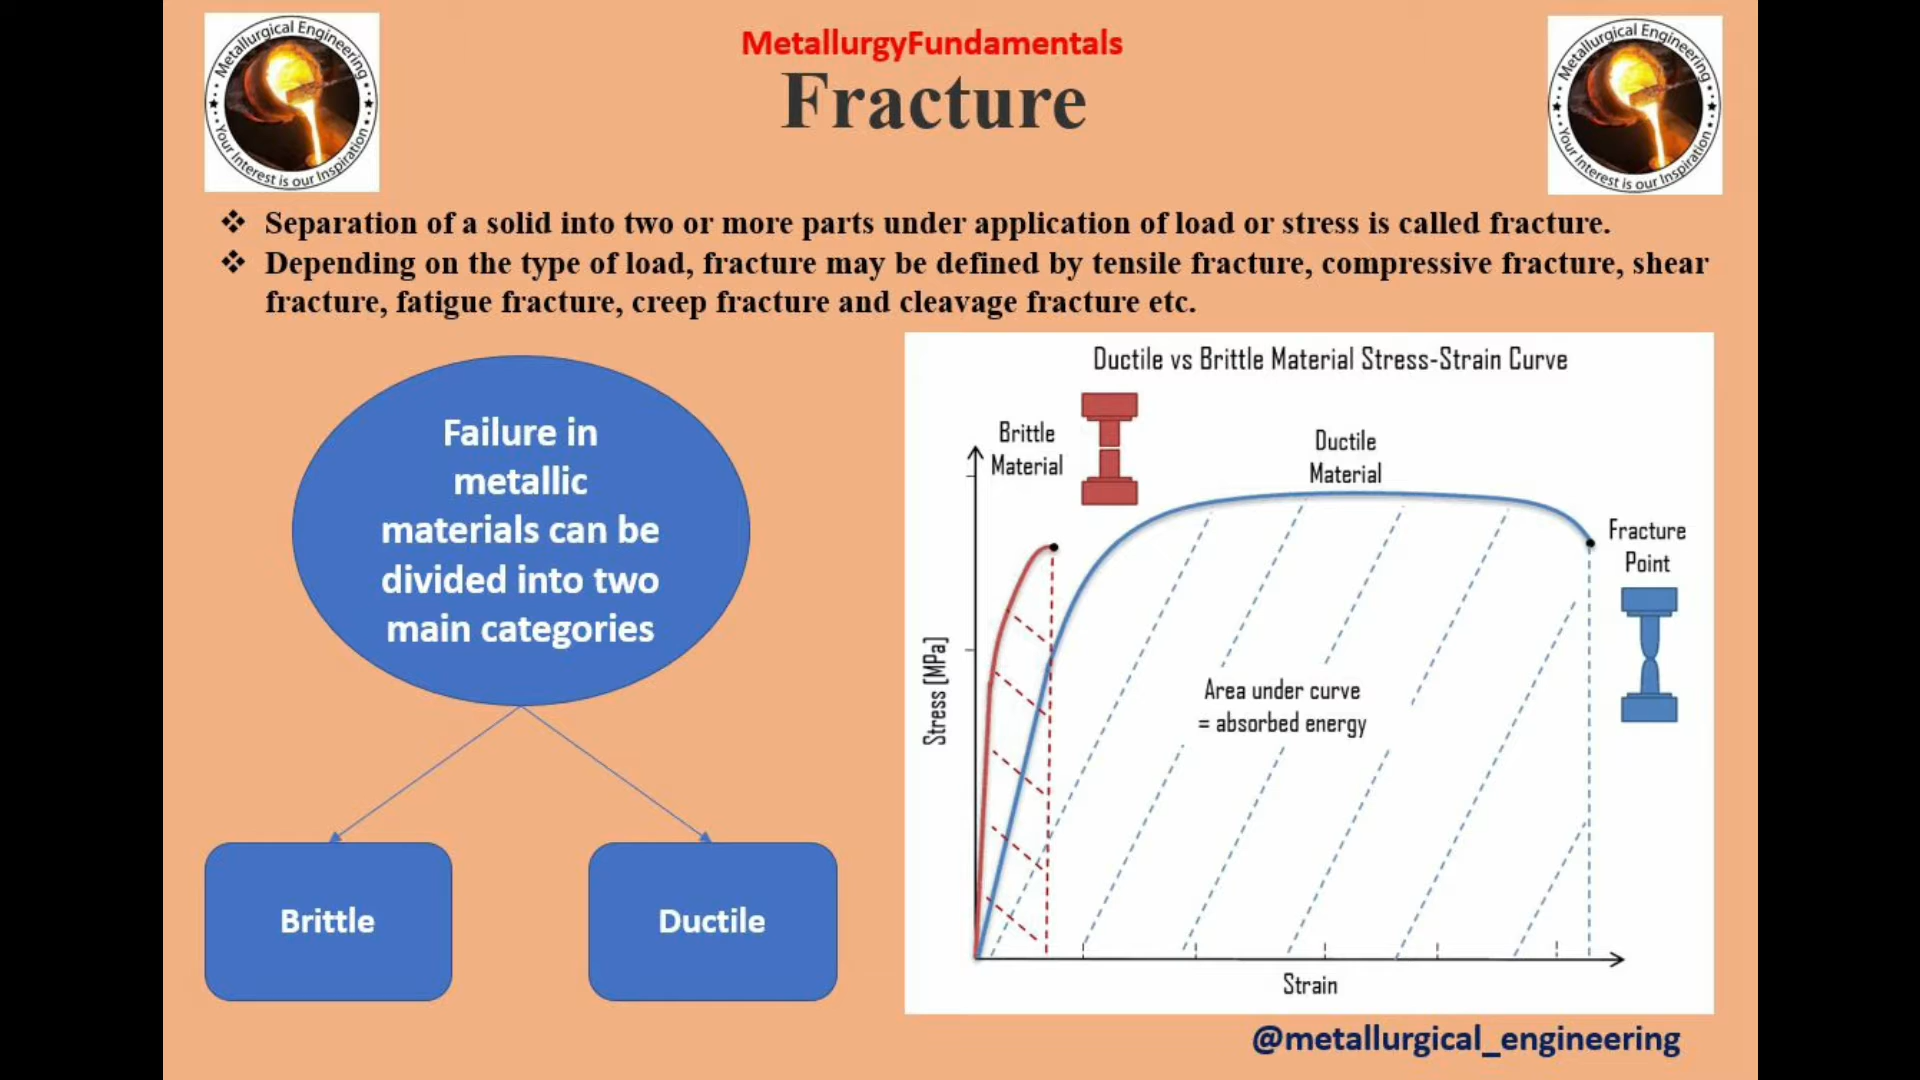 Metallurgical Engineering
Your Interest is our Inspiration
MetallurgyFundamentals
Fracture
Metallurgical Engineering
Your Interest is our Inspiration
❖ Separation of a solid into two or more parts under application of load or stress is called fracture.
❖ Depending on the type of load, fracture may be defined by tensile fracture, compressive fracture, shear
fracture, fatigue fracture, creep fracture and cleavage fracture etc.
Failure in
metallic
materials can be
divided into two
main categories
Brittle
Ductile
Ductile vs Brittle Material Stress-Strain Curve
Brittle
Material
Ductile
Material
Fracture
Point
Stress [MPa]
Area under curve
= absorbed energy
Strain
@metallurgical_engineering